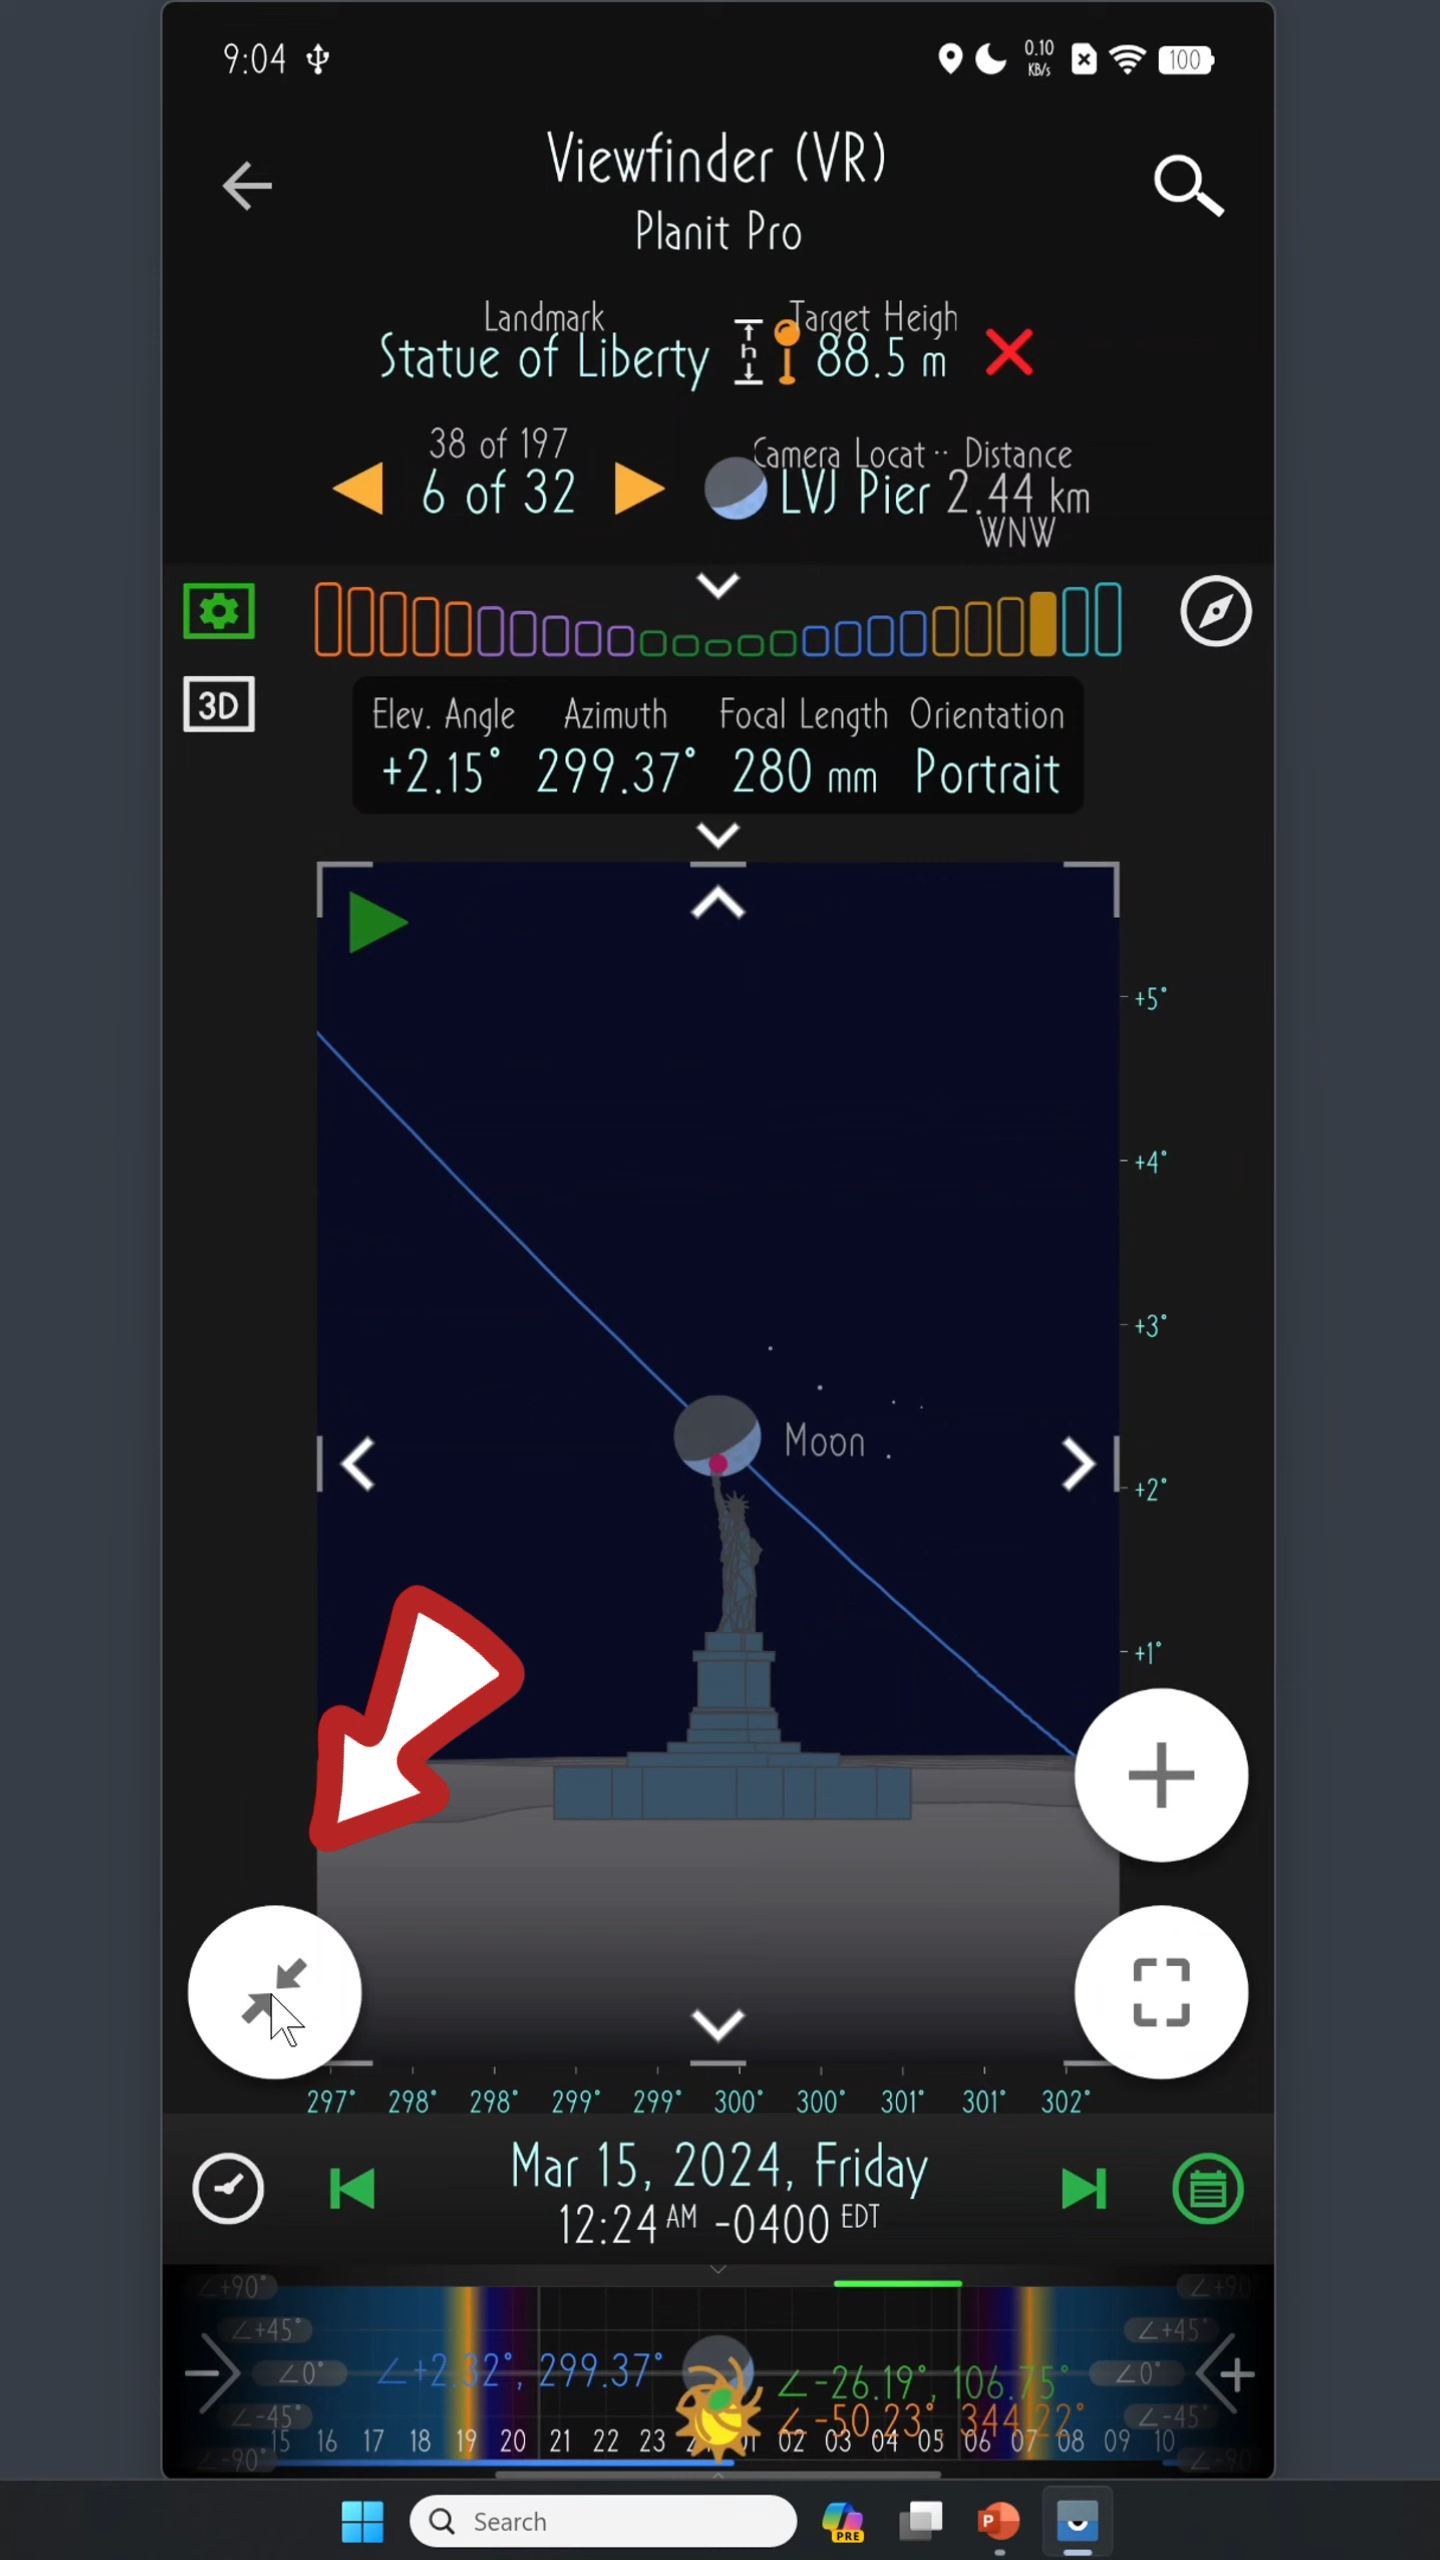 9:04
0.10
KB/s
100
Viewfinder (VR)
Planit Pro
Landmark
Target Heigh
Statue of Liberty
h
88.5 m
38 of 197
6 of 32
Camera Locat ·· Distance
LVJ Pier 2.44 km
WNW
3D
Elev. Angle Azimuth Focal Length Orientation
+2.15° 299.37° 280 mm Portrait
+5°
+4°
+3°
Moon
+2°
+1°
297° 298° 298° 299° 299° 300° 300° 301° 301° 302°
Mar 15, 2024, Friday
12:24 AM -0400 EDT
∠+90° ∠+90
∠+45° ∠+45°
∠0° ∠+2.32°, 299.37° ∠-26.19°, 106.75° ∠0°
∠-45° ∠-50.23° 344.22° ∠-45°
15 16 17 18 19 20 21 22 23 01 02 03 04 05 06 07 08 09 10
∠-90° ∠-90
Search
PRE
P